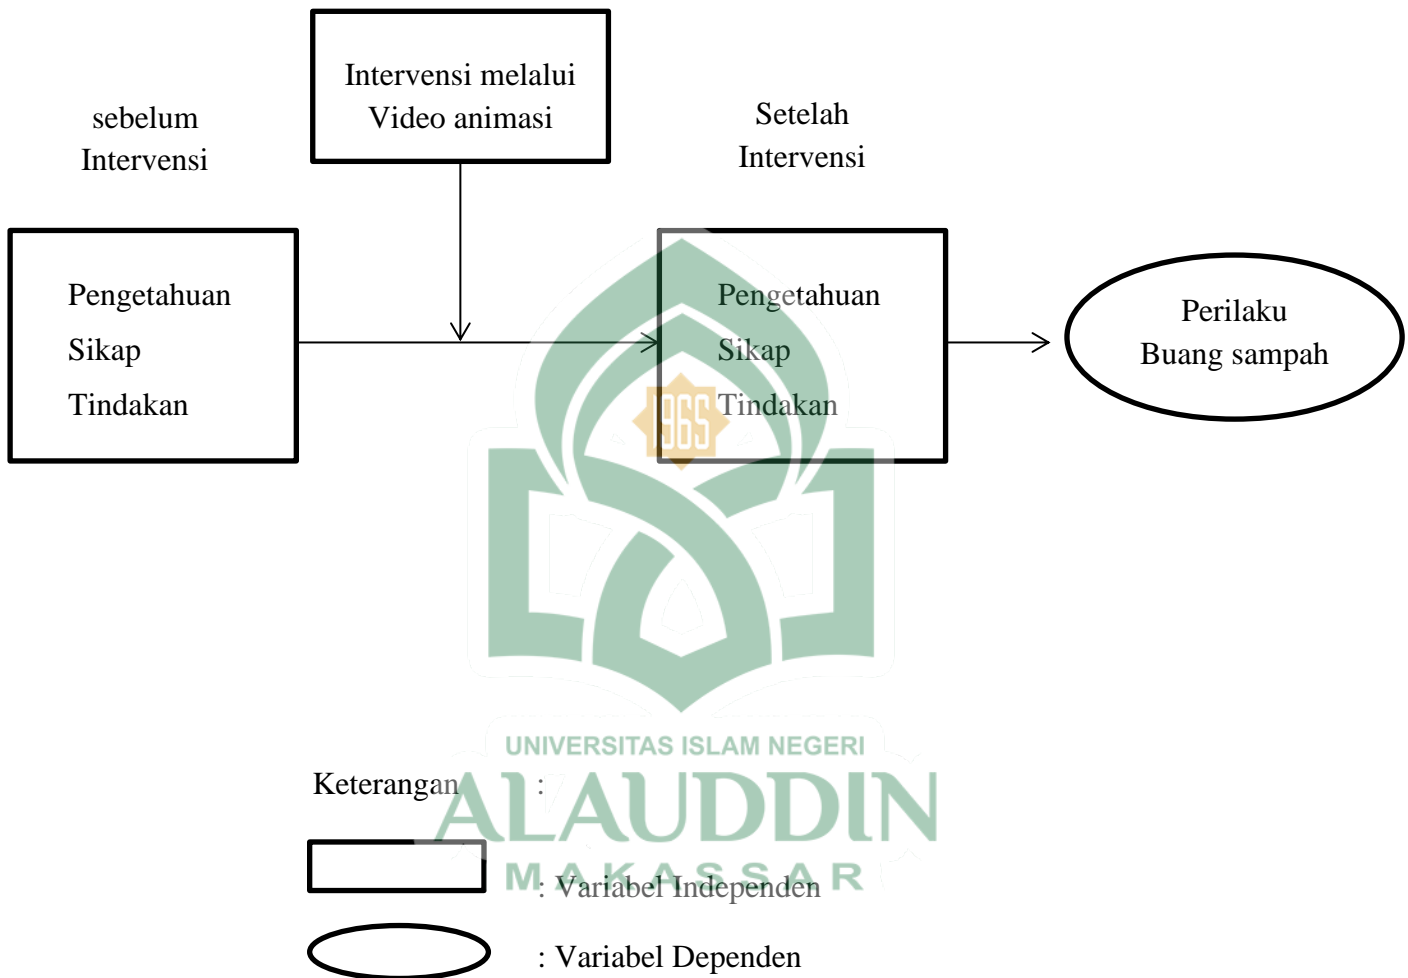 Intervensi melalui
Video animasi
sebelum
Intervensi
Setelah
Intervensi
Pengetahuan
Sikap
Tindakan
Pengetahuan
Sikap
Tindakan
Perilaku
Buang sampah
1965
UNIVERSITAS ISLAM NEGERI
ALAUDDIN
MAKASSAR
Keterangan :
: Variabel Independen
: Variabel Dependen